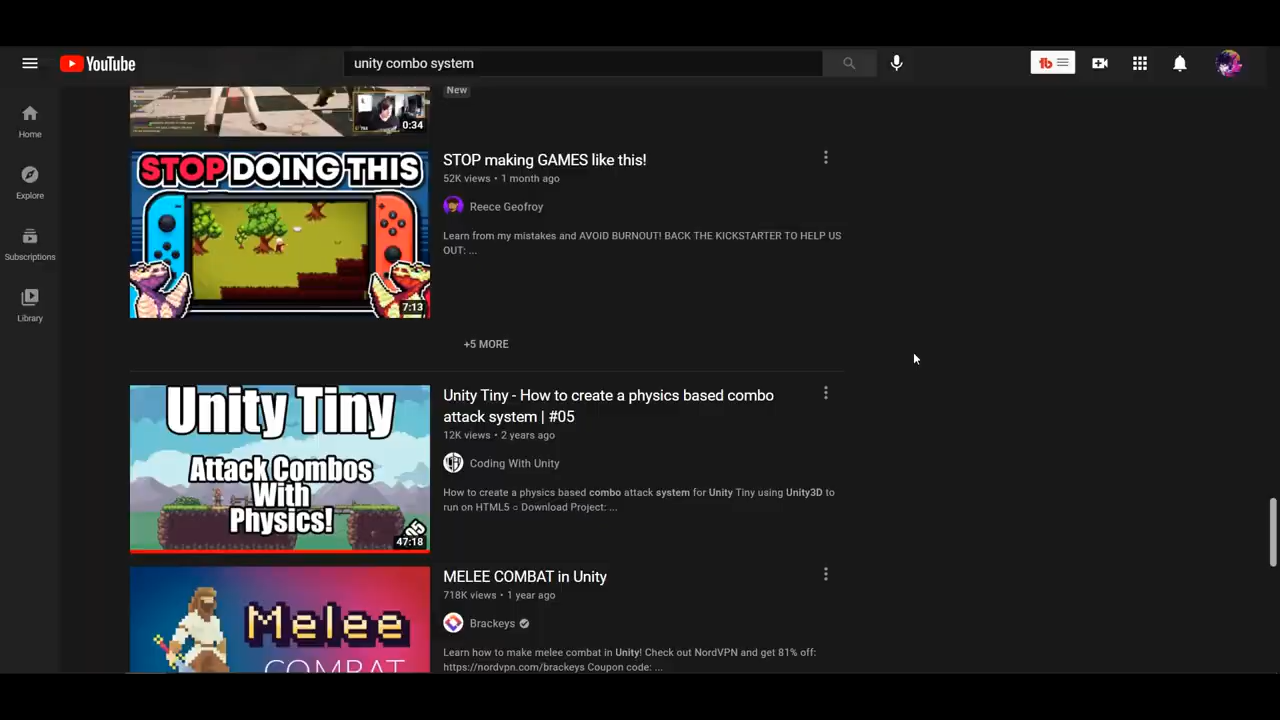 YouTube
unity combo system
Home
Explore
Subscriptions
Library
New
0:34
STOP DOING THIS
7:13
STOP making GAMES like this!
52K views • 1 month ago
Reece Geofroy
Learn from my mistakes and AVOID BURNOUT! BACK THE KICKSTARTER TO HELP US
OUT: ...
+5 MORE
Unity Tiny
Attack Combos
With
Physics!
47:18
Unity Tiny - How to create a physics based combo
attack system | #05
12K views • 2 years ago
Coding With Unity
How to create a physics based combo attack system for Unity Tiny using Unity3D to
run on HTML5 ○ Download Project: ...
Melee
COMBAT
MELEE COMBAT in Unity
718K views • 1 year ago
Brackeys
Learn how to make melee combat in Unity! Check out NordVPN and get 81% off:
https://nordvpn.com/brackeys Coupon code: ...